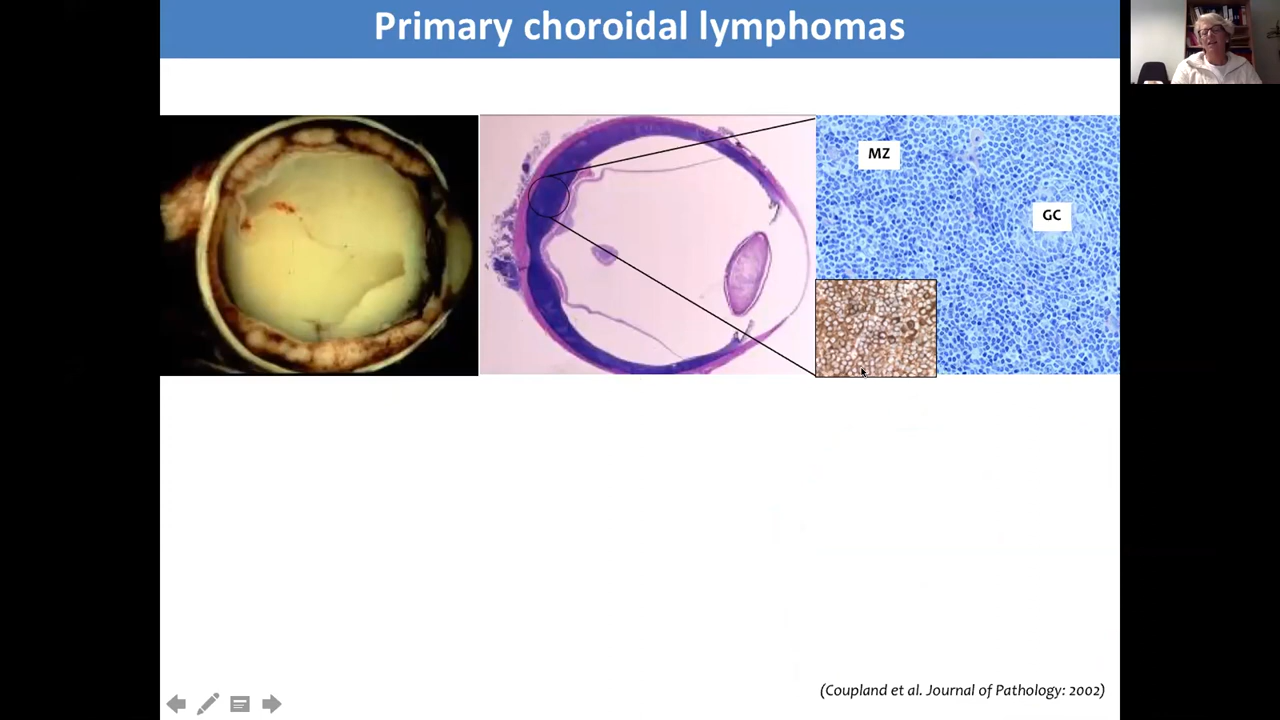 Primary choroidal lymphomas
MZ
GC
(Coupland et al. Journal of Pathology: 2002)